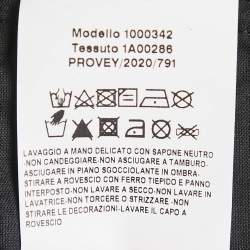 Modello 1000342
Tessuto 1A00286
PROVEY/2020/791
LAVAGGIO A MANO DELICATO CON SAPONE NEUTRO
-NON CANDEGGIARE-NON ASCIUGARE A TAMBURO-
ASCIUGARE IN PIANO SGOCCIOLANTE IN OMBRA-
STIRARE A ROVESCIO CON FERRO TIEPIDO E PANNO
INTERPOSTO-NON LAVARE A SECCO-NON LAVARE IN
LAVATRICE-NON TORCERE O STRIZZARE -NON
STIRARE LE DECORAZIONI-LAVARE IL CAPO A
ROVESCIO